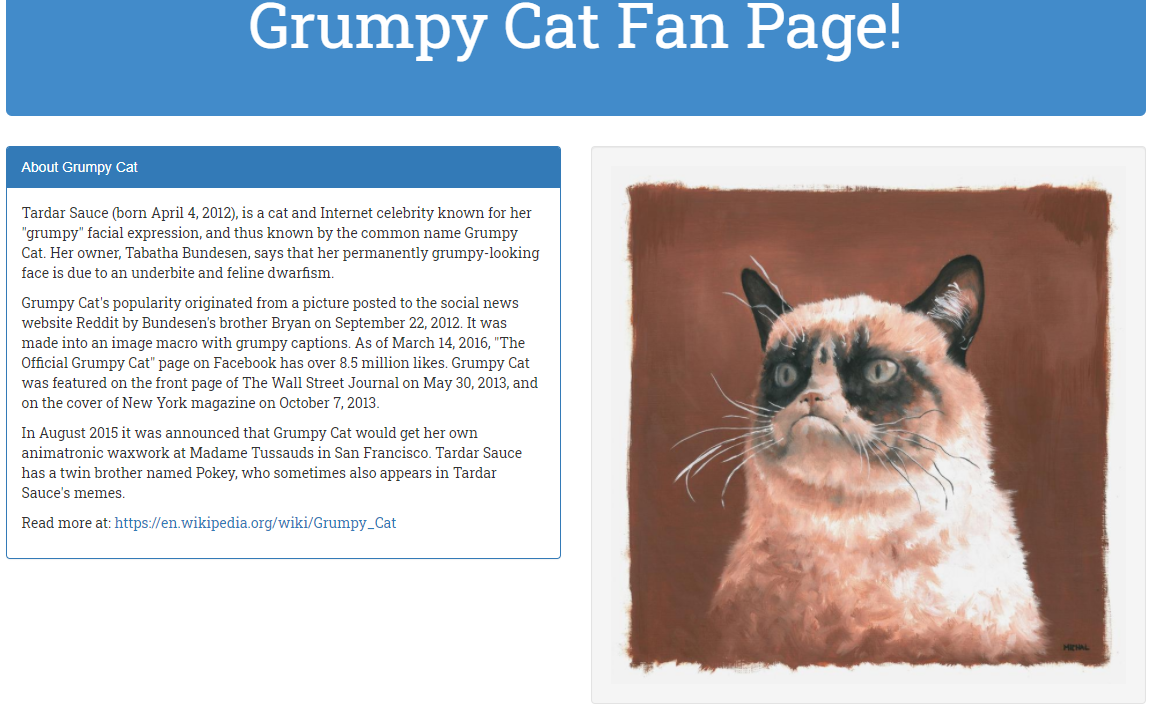 Grumpy Cat Fan Page!
About Grumpy Cat
Tardar Sauce (born April 4, 2012), is a cat and Internet celebrity known for her
"grumpy" facial expression, and thus known by the common name Grumpy
Cat. Her owner, Tabatha Bundesen, says that her permanently grumpy-looking
face is due to an underbite and feline dwarfism.
Grumpy Cat's popularity originated from a picture posted to the social news
website Reddit by Bundesen's brother Bryan on September 22, 2012. It was
made into an image macro with grumpy captions. As of March 14, 2016, "The
Official Grumpy Cat" page on Facebook has over 8.5 million likes. Grumpy Cat
was featured on the front page of The Wall Street Journal on May 30, 2013, and
on the cover of New York magazine on October 7, 2013.
In August 2015 it was announced that Grumpy Cat would get her own
animatronic waxwork at Madame Tussauds in San Francisco. Tardar Sauce
has a twin brother named Pokey, who sometimes also appears in Tardar
Sauce's memes.
Read more at: https://en.wikipedia.org/wiki/Grumpy_Cat